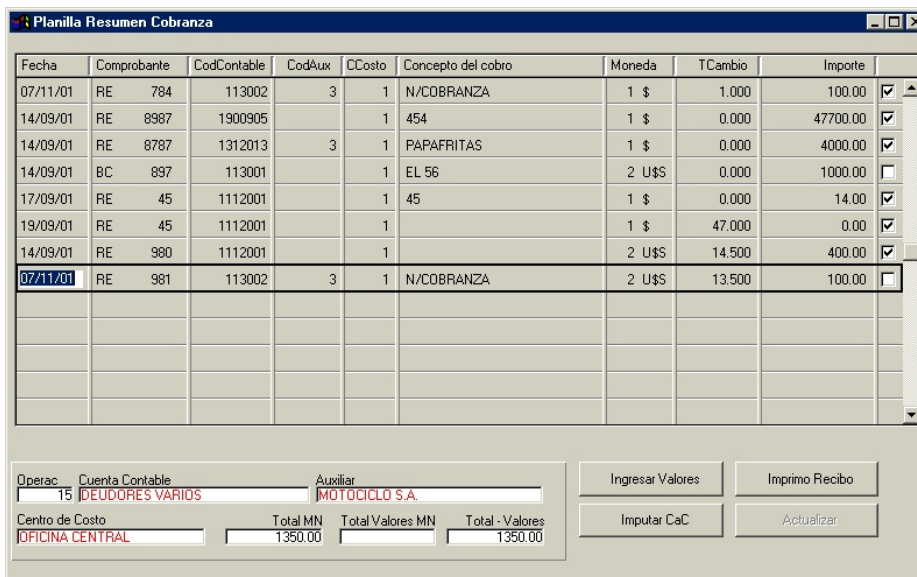 Planilla Resumen Cobranza
Fecha Comprobante CodContable CodAux CCosto Concepto del cobro Moneda TCambio Importe
07/11/01 RE 784 113002 3 1 N/COBRANZA 1 $ 1.000 100.00
14/09/01 RE 8987 1900905 1 454 1 $ 0.000 47700.00
14/09/01 RE 8787 1312013 3 1 PAPAFRITAS 1 $ 0.000 4000.00
14/09/01 BC 897 113001 1 EL 56 2 U$S 0.000 1000.00
17/09/01 RE 45 1112001 1 45 1 $ 0.000 14.00
19/09/01 RE 45 1112001 1 1 $ 47.000 0.00
14/09/01 RE 980 1112001 1 2 U$S 14.500 400.00
07/11/01 RE 981 113002 3 1 N/COBRANZA 2 U$S 13.500 100.00
Operac Cuenta Contable Auxiliar
15 DEUDORES VARIOS MOTOCICLO S.A.
Centro de Costo Total MN Total Valores MN Total - Valores
OFICINA CENTRAL 1350.00 1350.00
Ingresar Valores Imprimo Recibo
Imputar CaC Actualizar